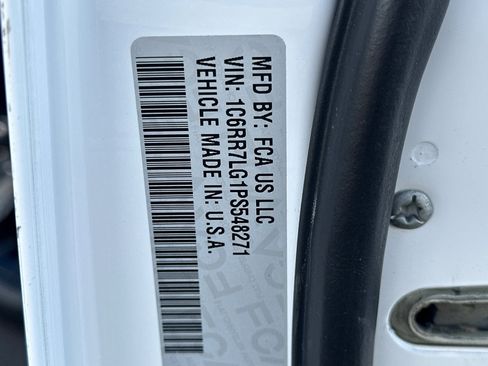 MFD BY: FCA US LLC
VIN: 1C6RR7LG1PS548271
VEHICLE MADE IN: U.S.A.